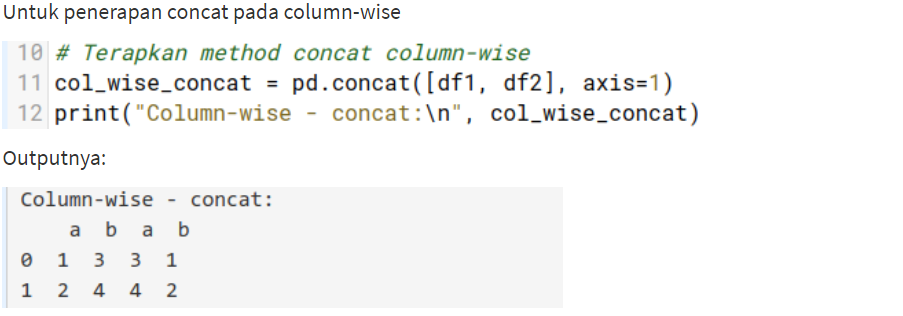 Untuk penerapan concat pada column-wise
10 # Terapkan method concat column-wise
11 col_wise_concat = pd.concat([df1, df2], axis=1)
12 print("Column-wise - concat:\n", col_wise_concat)
Outputnya:
Column-wise - concat:
a b a b
0 1 3 3 1
1 2 4 4 2